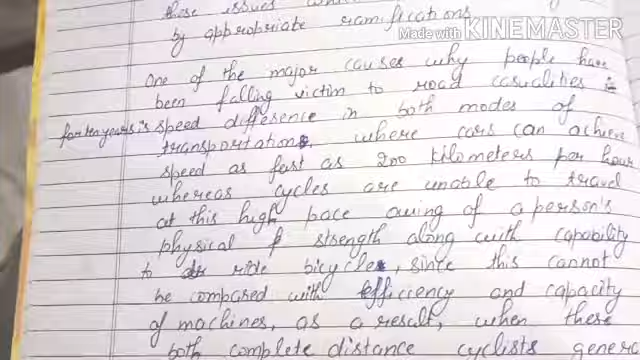 these issues
by appropriate ramifications
Made with KINEMASTER
One of the major causes why people have
been falling victim to road casualities
for ten years is speed difference in both modes of
transportation, where cars can achieve
speed as fast as 200 kilometers per hour
whereas cycles are unable to travel
at this high pace owing of a person's
physical strength along with capability
to ride bicycle, since this cannot
be compared with efficiency and capacity
of machines, as a result, when these
both complete distance cyclists genera